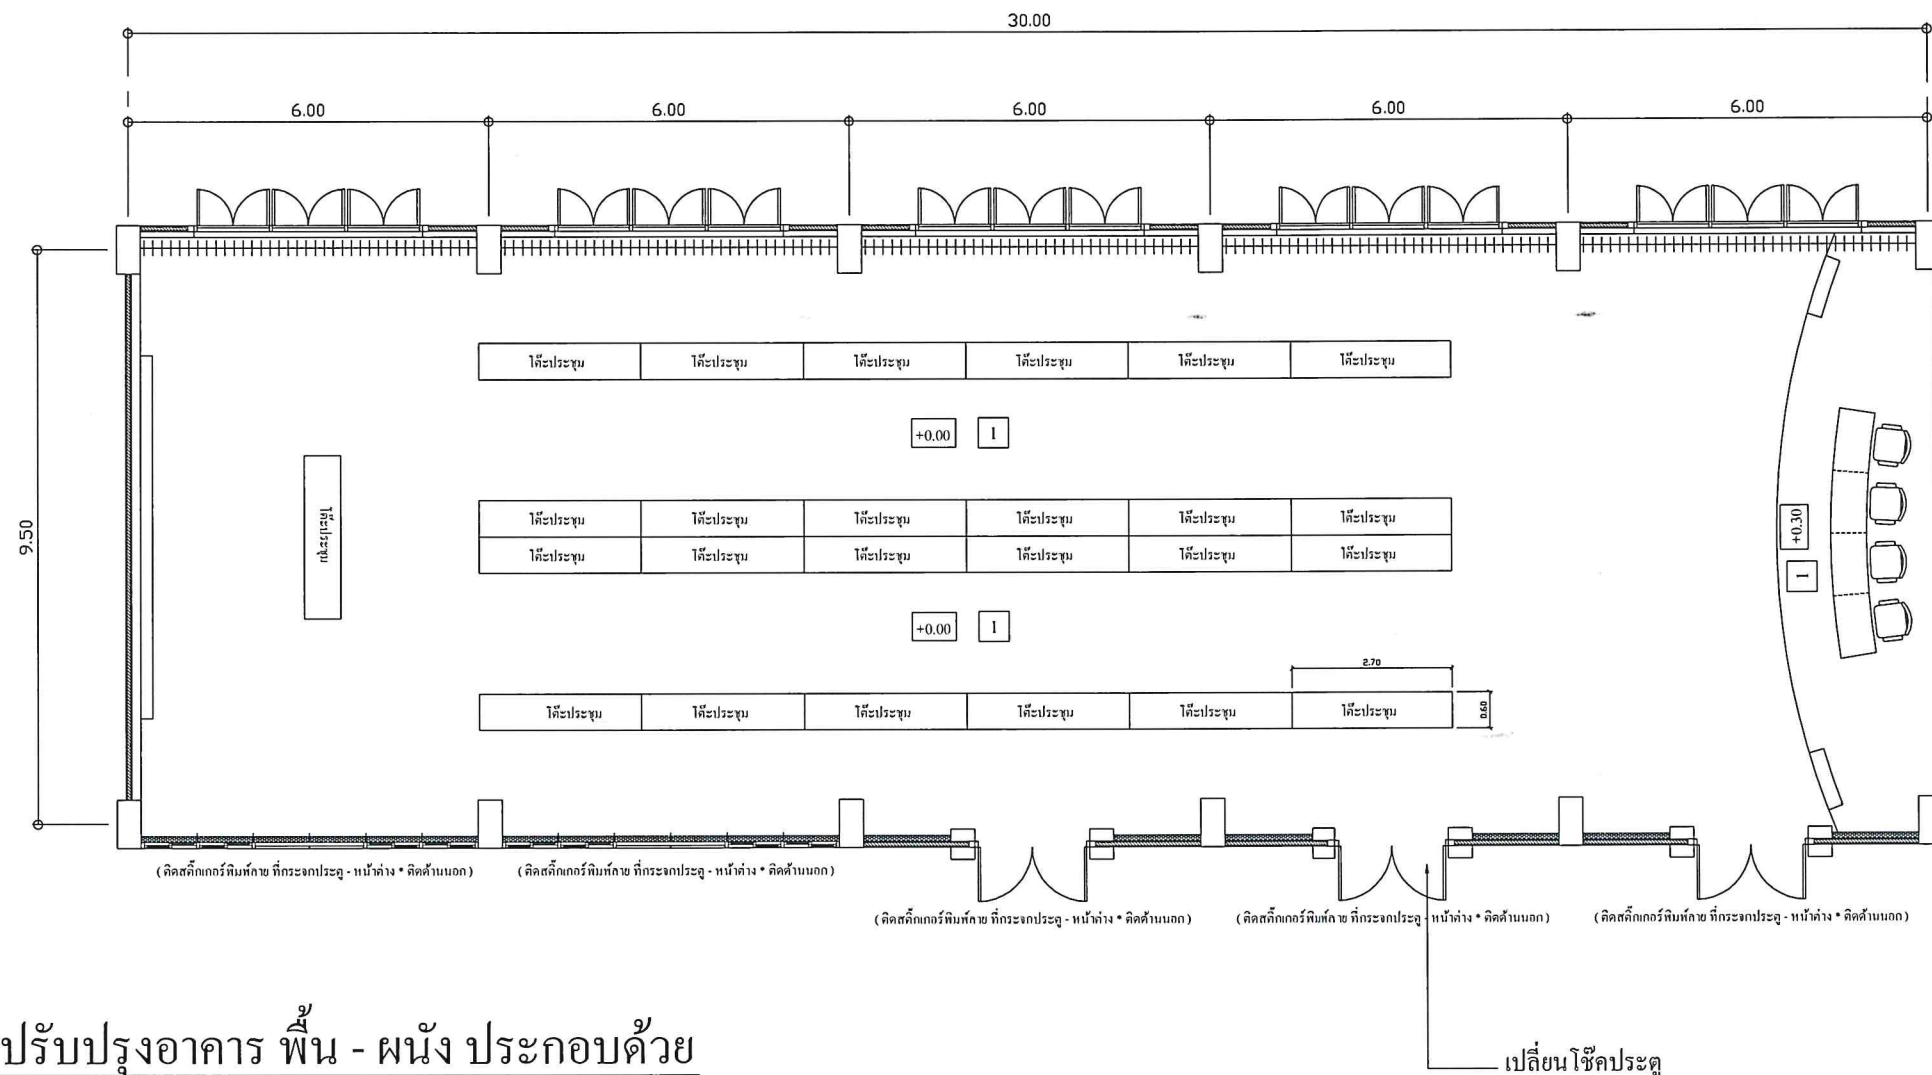 30.00
6.00 6.00 6.00 6.00 6.00
9.50
โต๊ะประชุม โต๊ะประชุม โต๊ะประชุม โต๊ะประชุม โต๊ะประชุม โต๊ะประชุม
+0.00 1
โต๊ะประชุม
โต๊ะประชุม โต๊ะประชุม โต๊ะประชุม โต๊ะประชุม โต๊ะประชุม โต๊ะประชุม
โต๊ะประชุม โต๊ะประชุม โต๊ะประชุม โต๊ะประชุม โต๊ะประชุม โต๊ะประชุม
+0.30
1
+0.00 1
2.70
0.60
โต๊ะประชุม โต๊ะประชุม โต๊ะประชุม โต๊ะประชุม โต๊ะประชุม โต๊ะประชุม
( ติดสติ๊กเกอร์พิมพ์ลาย ที่กระจกประตู - หน้าต่าง * ติดด้านนอก ) ( ติดสติ๊กเกอร์พิมพ์ลาย ที่กระจกประตู - หน้าต่าง * ติดด้านนอก )
( ติดสติ๊กเกอร์พิมพ์ลาย ที่กระจกประตู - หน้าต่าง * ติดด้านนอก ) ( ติดสติ๊กเกอร์พิมพ์ลาย ที่กระจกประตู - หน้าต่าง * ติดด้านนอก ) ( ติดสติ๊กเกอร์พิมพ์ลาย ที่กระจกประตู - หน้าต่าง * ติดด้านนอก )
ปรับปรุงอาคาร พื้น - ผนัง ประกอบด้วย
เปลี่ยนโช๊คประตู